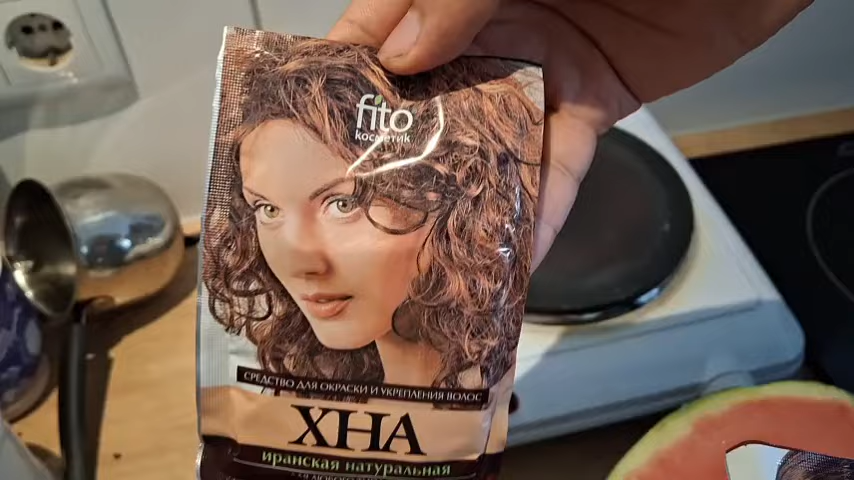 fito
косметик
СРЕДСТВО ДЛЯ ОКРАСКИ И УКРЕПЛЕНИЯ ВОЛОС
ХНА
иранская натуральная